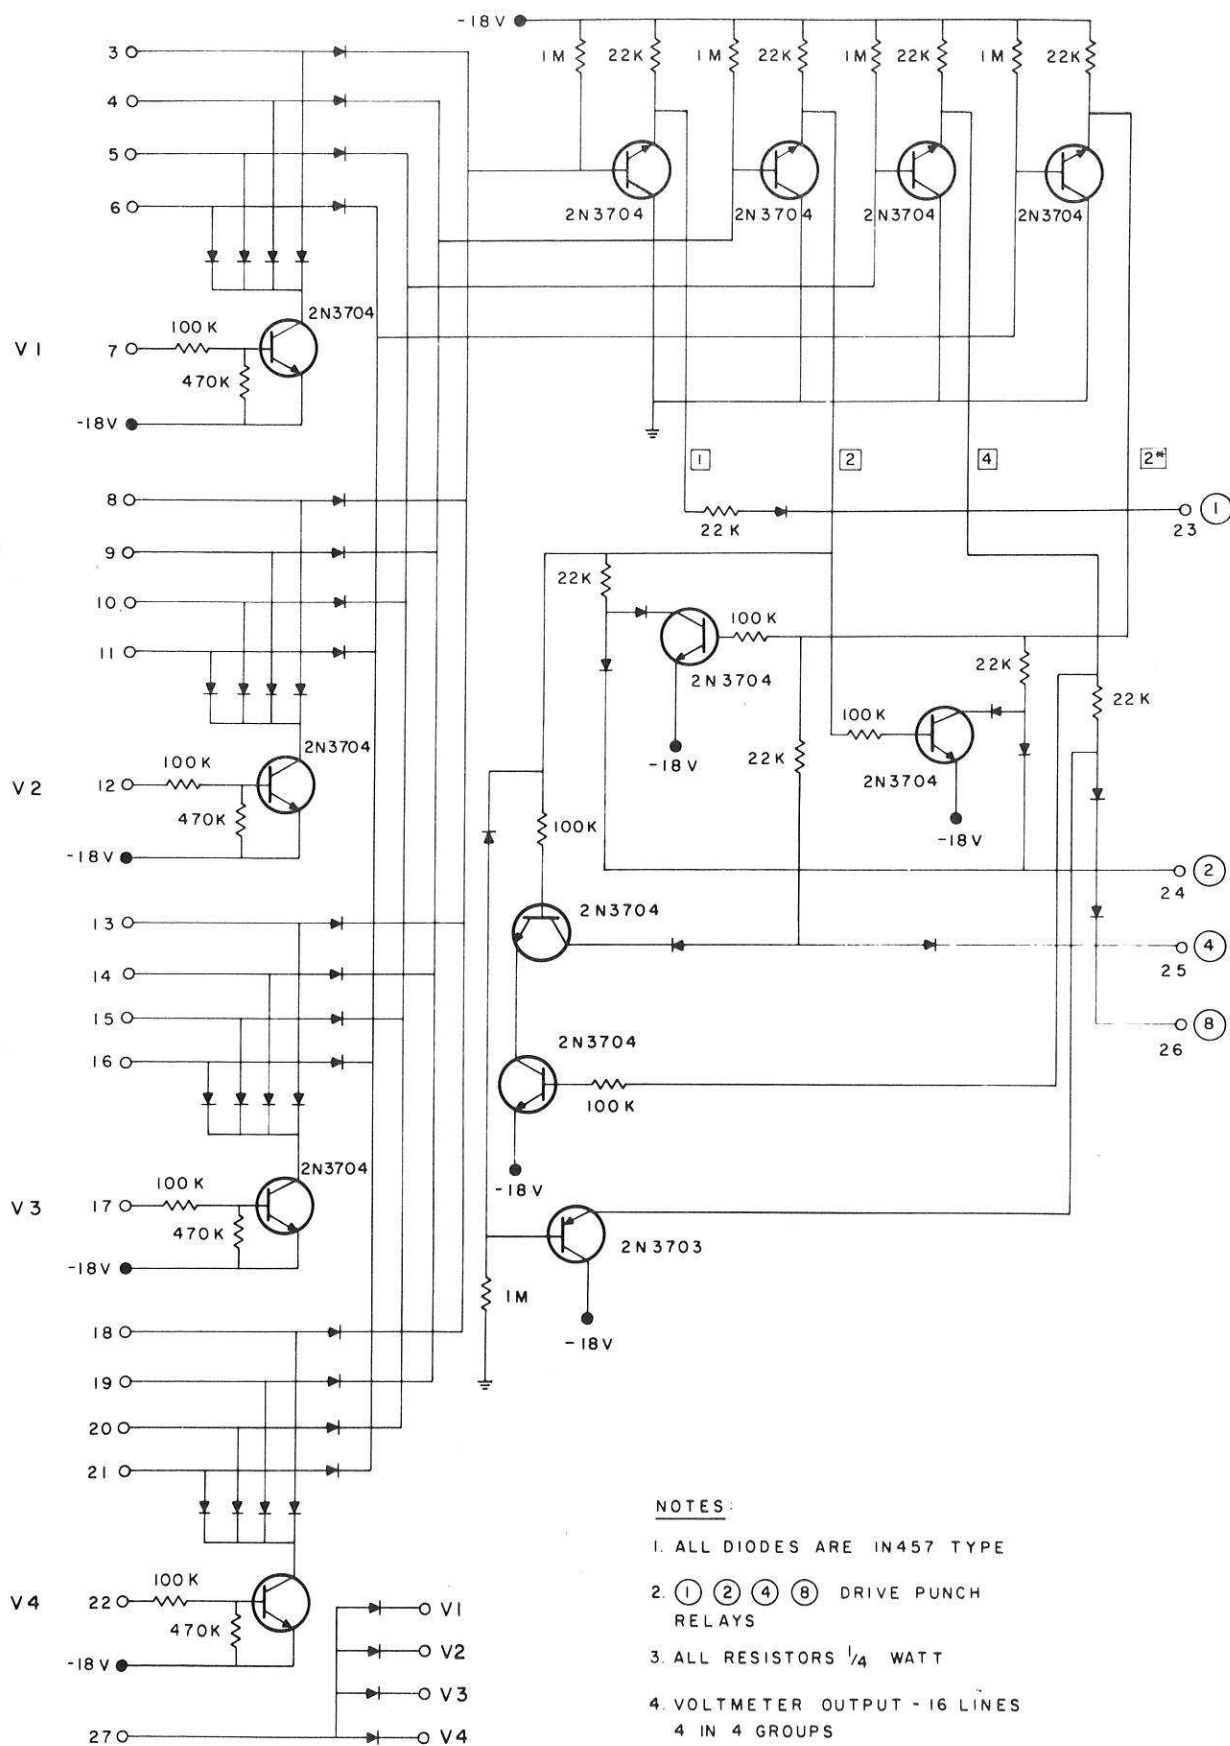 -18V
3
1M
22K
1M
22K
1M
22K
1M
22K
4
5
6
2N3704
2N3704
2N3704
2N3704
2N3704
100K
V1
7
470K
-18V
1
2
4
2*
8
22K
23
1
9
22K
10
100K
11
2N3704
22K
22K
100K
2N3704
-18V
22K
2N3704
100K
V2
12
470K
100K
-18V
-18V
24
2
2N3704
13
14
25
4
15
2N3704
26
8
16
100K
2N3704
100K
-18V
V3
17
470K
2N3703
-18V
1M
18
-18V
19
20
21
NOTES:
1. ALL DIODES ARE IN457 TYPE
100K
2. 1 2 4 8 DRIVE PUNCH
RELAYS
V4
22
V1
470K
V2
3. ALL RESISTORS 1/4 WATT
-18V
V3
4. VOLTMETER OUTPUT - 16 LINES
4 IN 4 GROUPS
27
V4